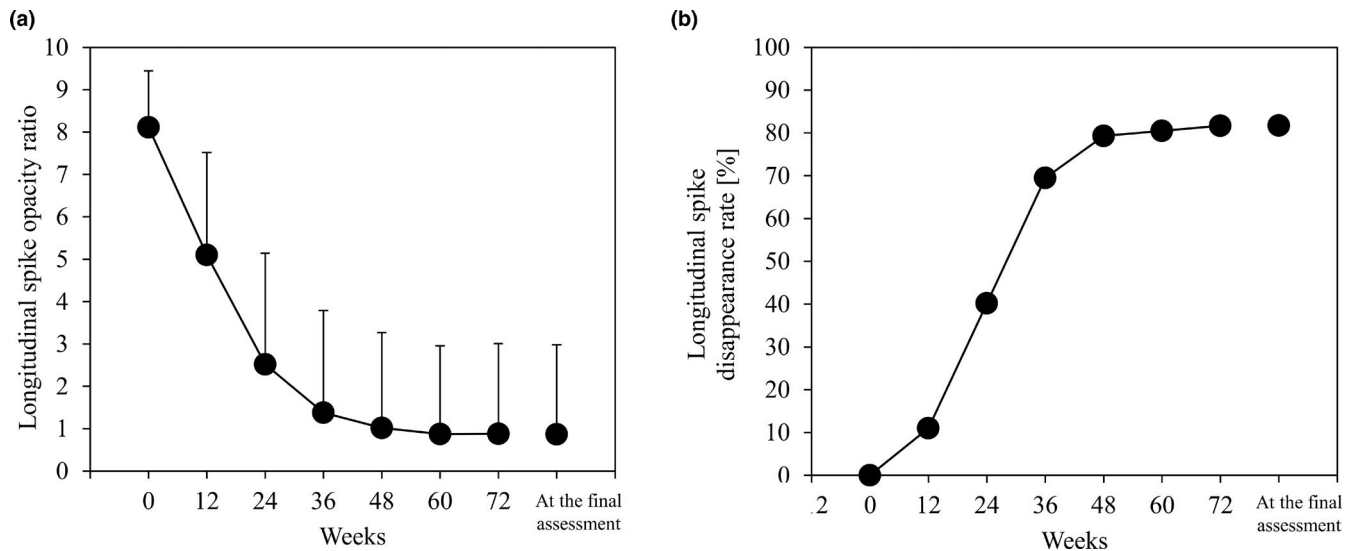 (a)
10
9
8
7
6
5
4
3
2
1
0
Longitudinal spike opacity ratio
0 12 24 36 48 60 72 At the final
assessment
Weeks
(b)
100
90
80
70
60
50
40
30
20
10
0
Longitudinal spike
disappearance rate [%]
.2 0 12 24 36 48 60 72 At the final
assessment
Weeks